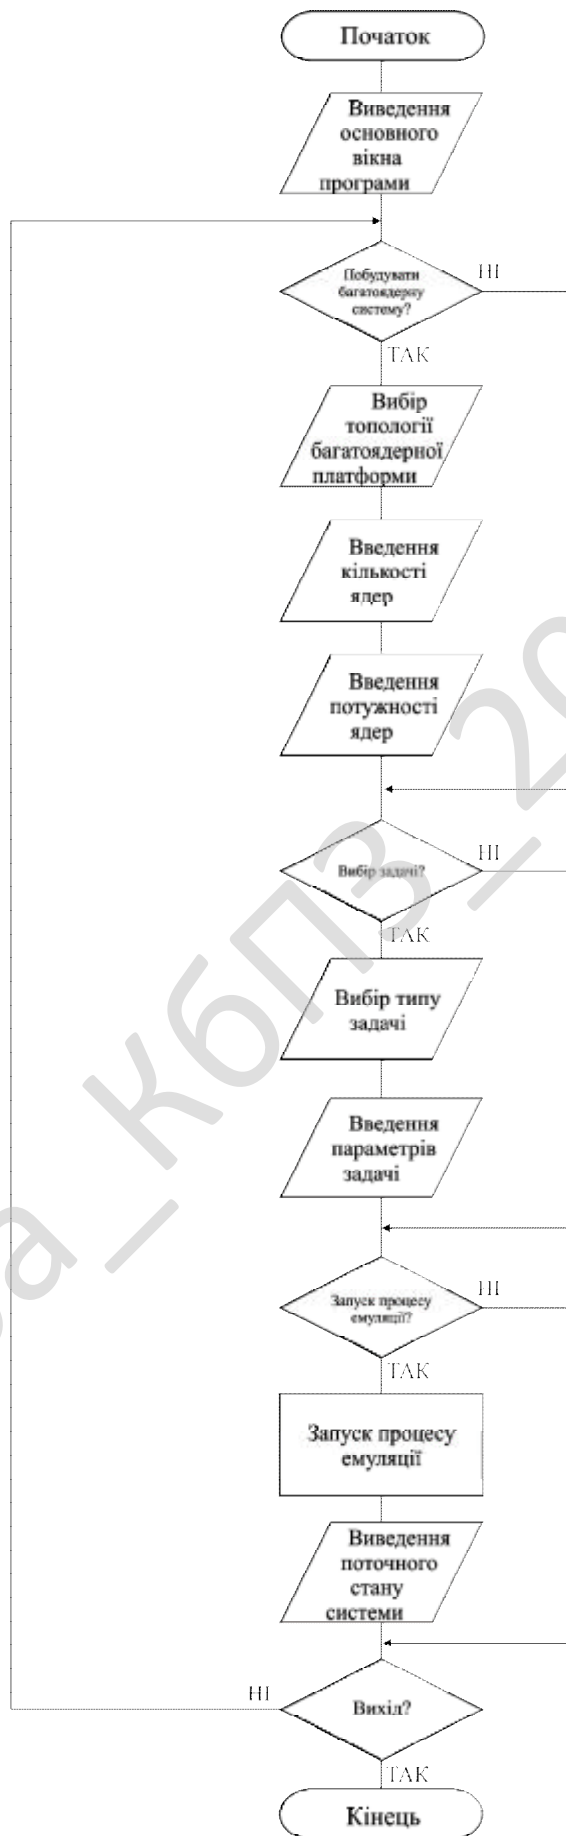 Початок
Виведення
основного
вікна
програми
Побудувати
багатоядерну
систему?
НІ
ТАК
Вибір
топології
багатоядерної
платформи
Введення
кількості
ядер
Введення
потужності
ядер
Вибір задачі?
НІ
ТАК
Вибір типу
задачі
Введення
параметрів
задачі
Запуск процесу
емуляції?
НІ
ТАК
Запуск процесу
емуляції
Виведення
поточного
стану
системи
НІ
Вихід?
ТАК
Кінець
а_КбПЗ_20